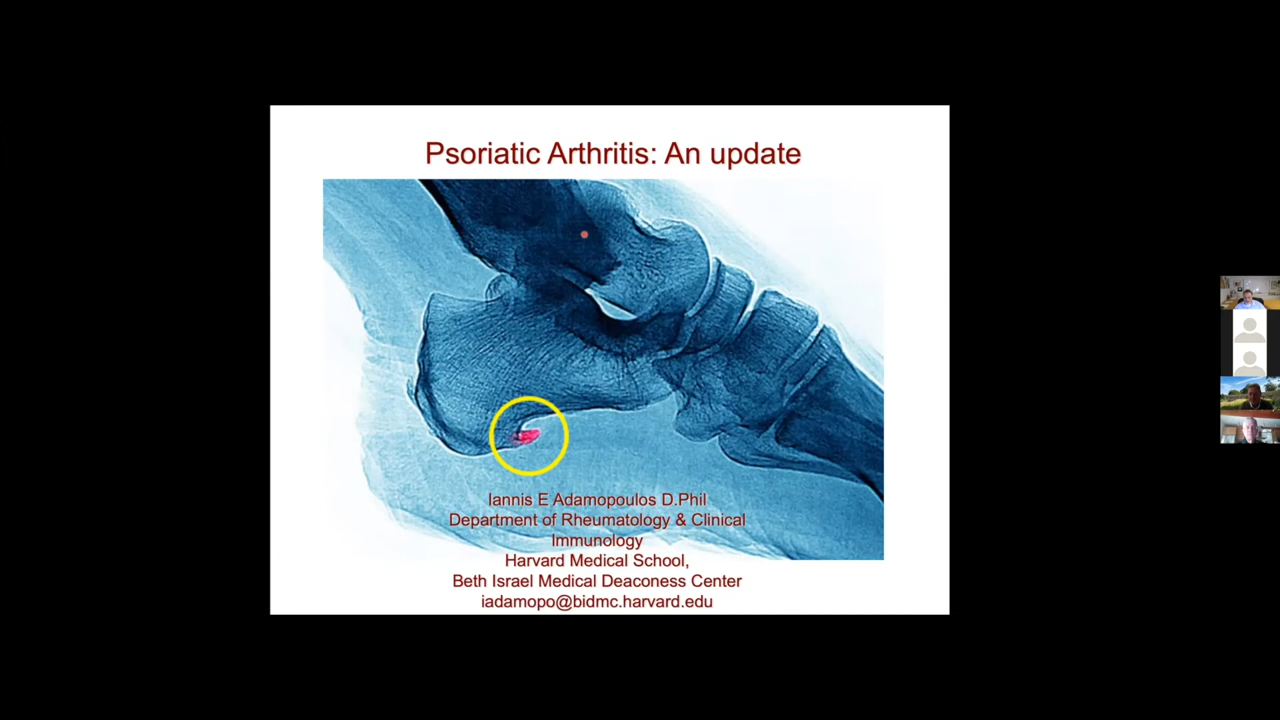 Psoriatic Arthritis: An update
Iannis E Adamopoulos D.Phil
Department of Rheumatology & Clinical
Immunology
Harvard Medical School,
Beth Israel Medical Deaconess Center
iadamopo@bidmc.harvard.edu